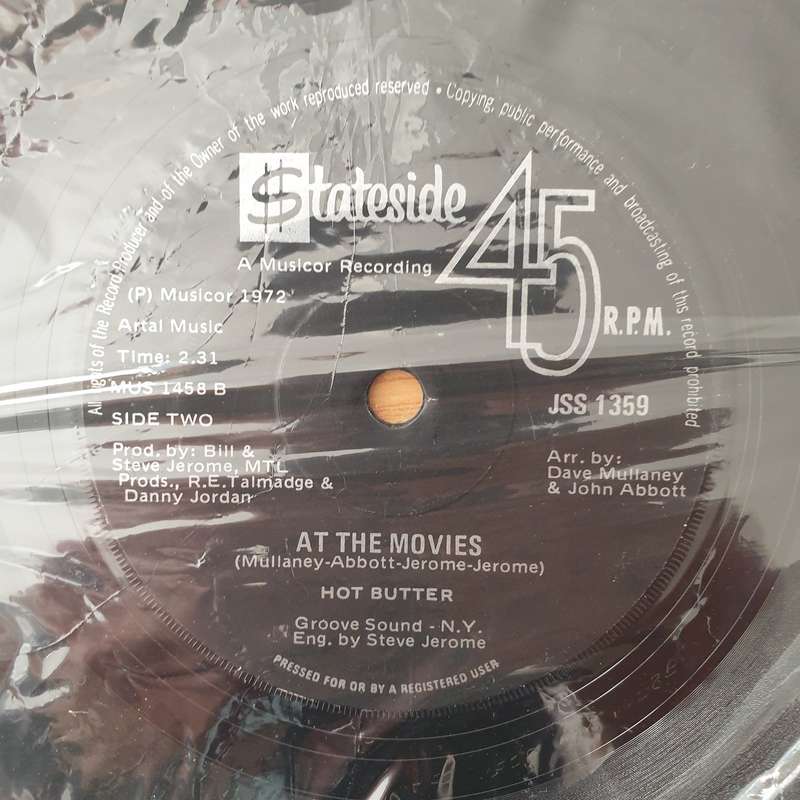 All rights of the Record Producer and of the Owner of the work reproduced reserved • Copying, public performance and broadcasting of this record prohibited
$tateside
45
A Musicor Recording
R.P.M.
(P) Musicor 1972
Artal Music
Time: 2.31
MUS 1458 B
JSS 1359
SIDE TWO
Prod. by: Bill &
Steve Jerome, MTL
Prods., R.E.Talmadge &
Danny Jordan
Arr. by:
Dave Mullaney
& John Abbott
AT THE MOVIES
(Mullaney-Abbott-Jerome-Jerome)
HOT BUTTER
Groove Sound - N.Y.
Eng. by Steve Jerome
PRESSED FOR OR BY A REGISTERED USER